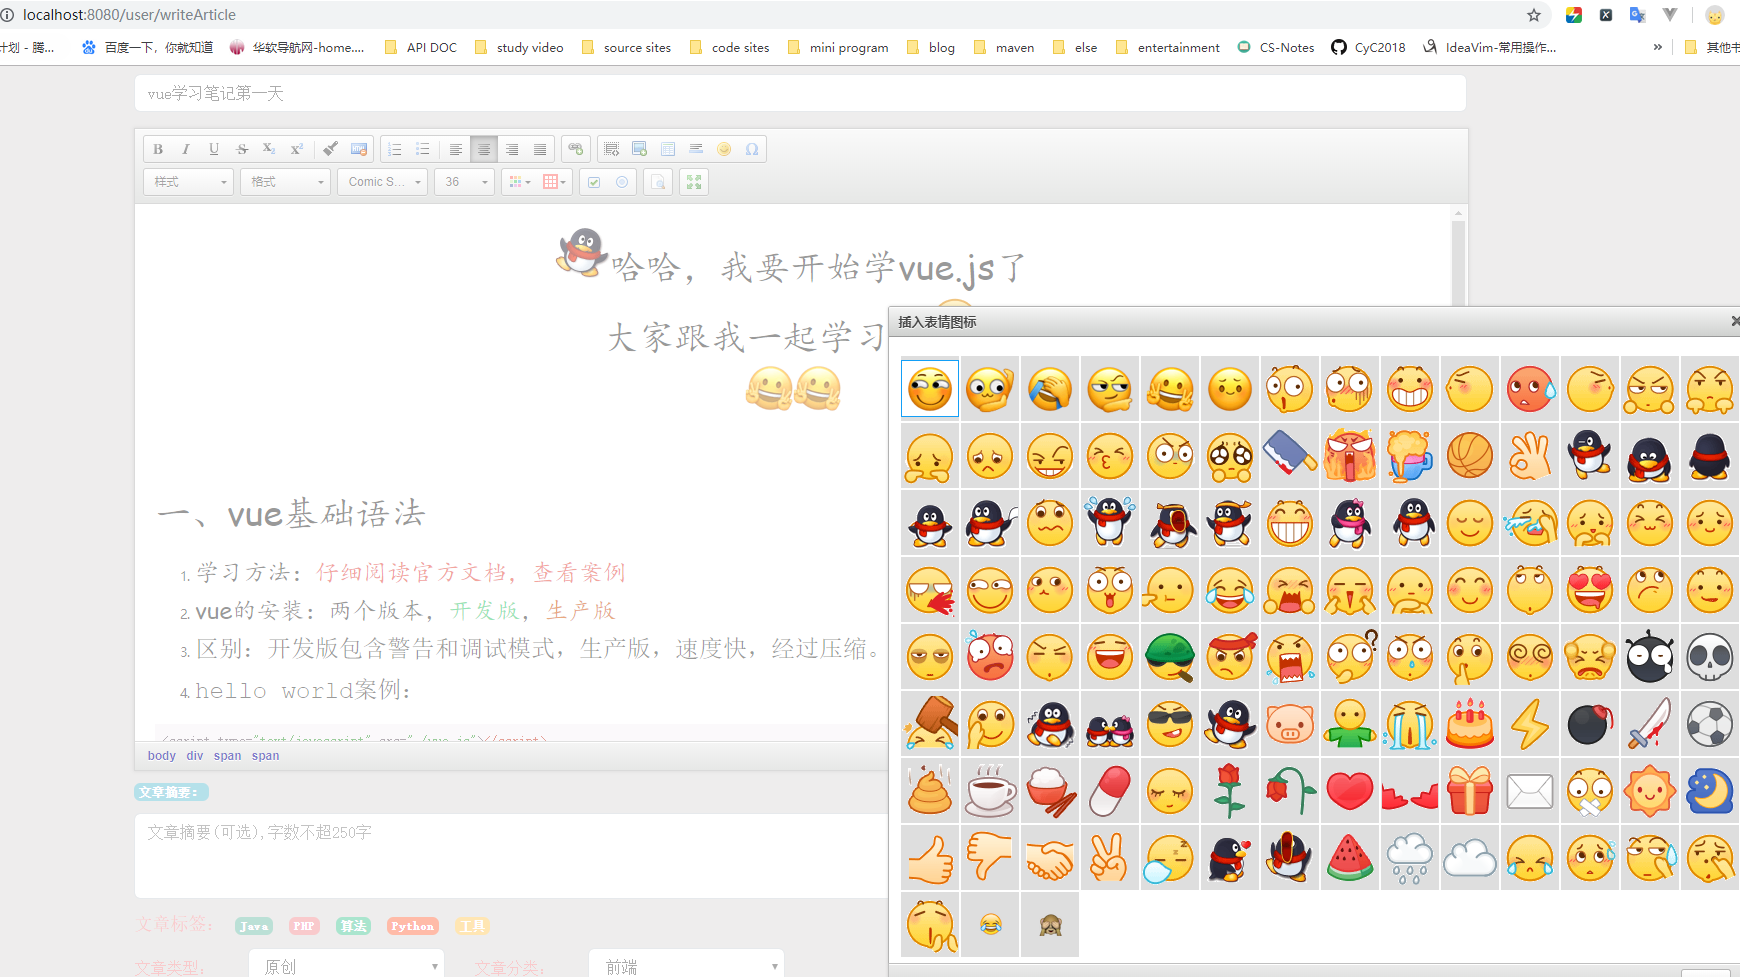 localhost:8080/user/writeArticle
计划 - 腾... 百度一下，你就知道 华软导航网-home.... API DOC study video source sites code sites mini program blog maven else entertainment CS-Notes CyC2018 IdeaVim-常用操作... » 其他书
vue学习笔记第一天
B I U S X₂ X² Ω
样式 格式 Comic S... 36
哈哈，我要开始学vue.js了
大家跟我一起学习
插入表情图标
一、vue基础语法
1. 学习方法：仔细阅读官方文档，查看案例
2. vue的安装：两个版本，开发版，生产版
3. 区别：开发版包含警告和调试模式，生产版，速度快，经过压缩。
4. hello world案例：
<script type="text/javascript" src="./vue.js"></script>
body div span span
文章摘要：
文章摘要(可选),字数不超250字
文章标签： Java PHP 算法 Python 工具
文章类型： 原创 文章分类： 前端